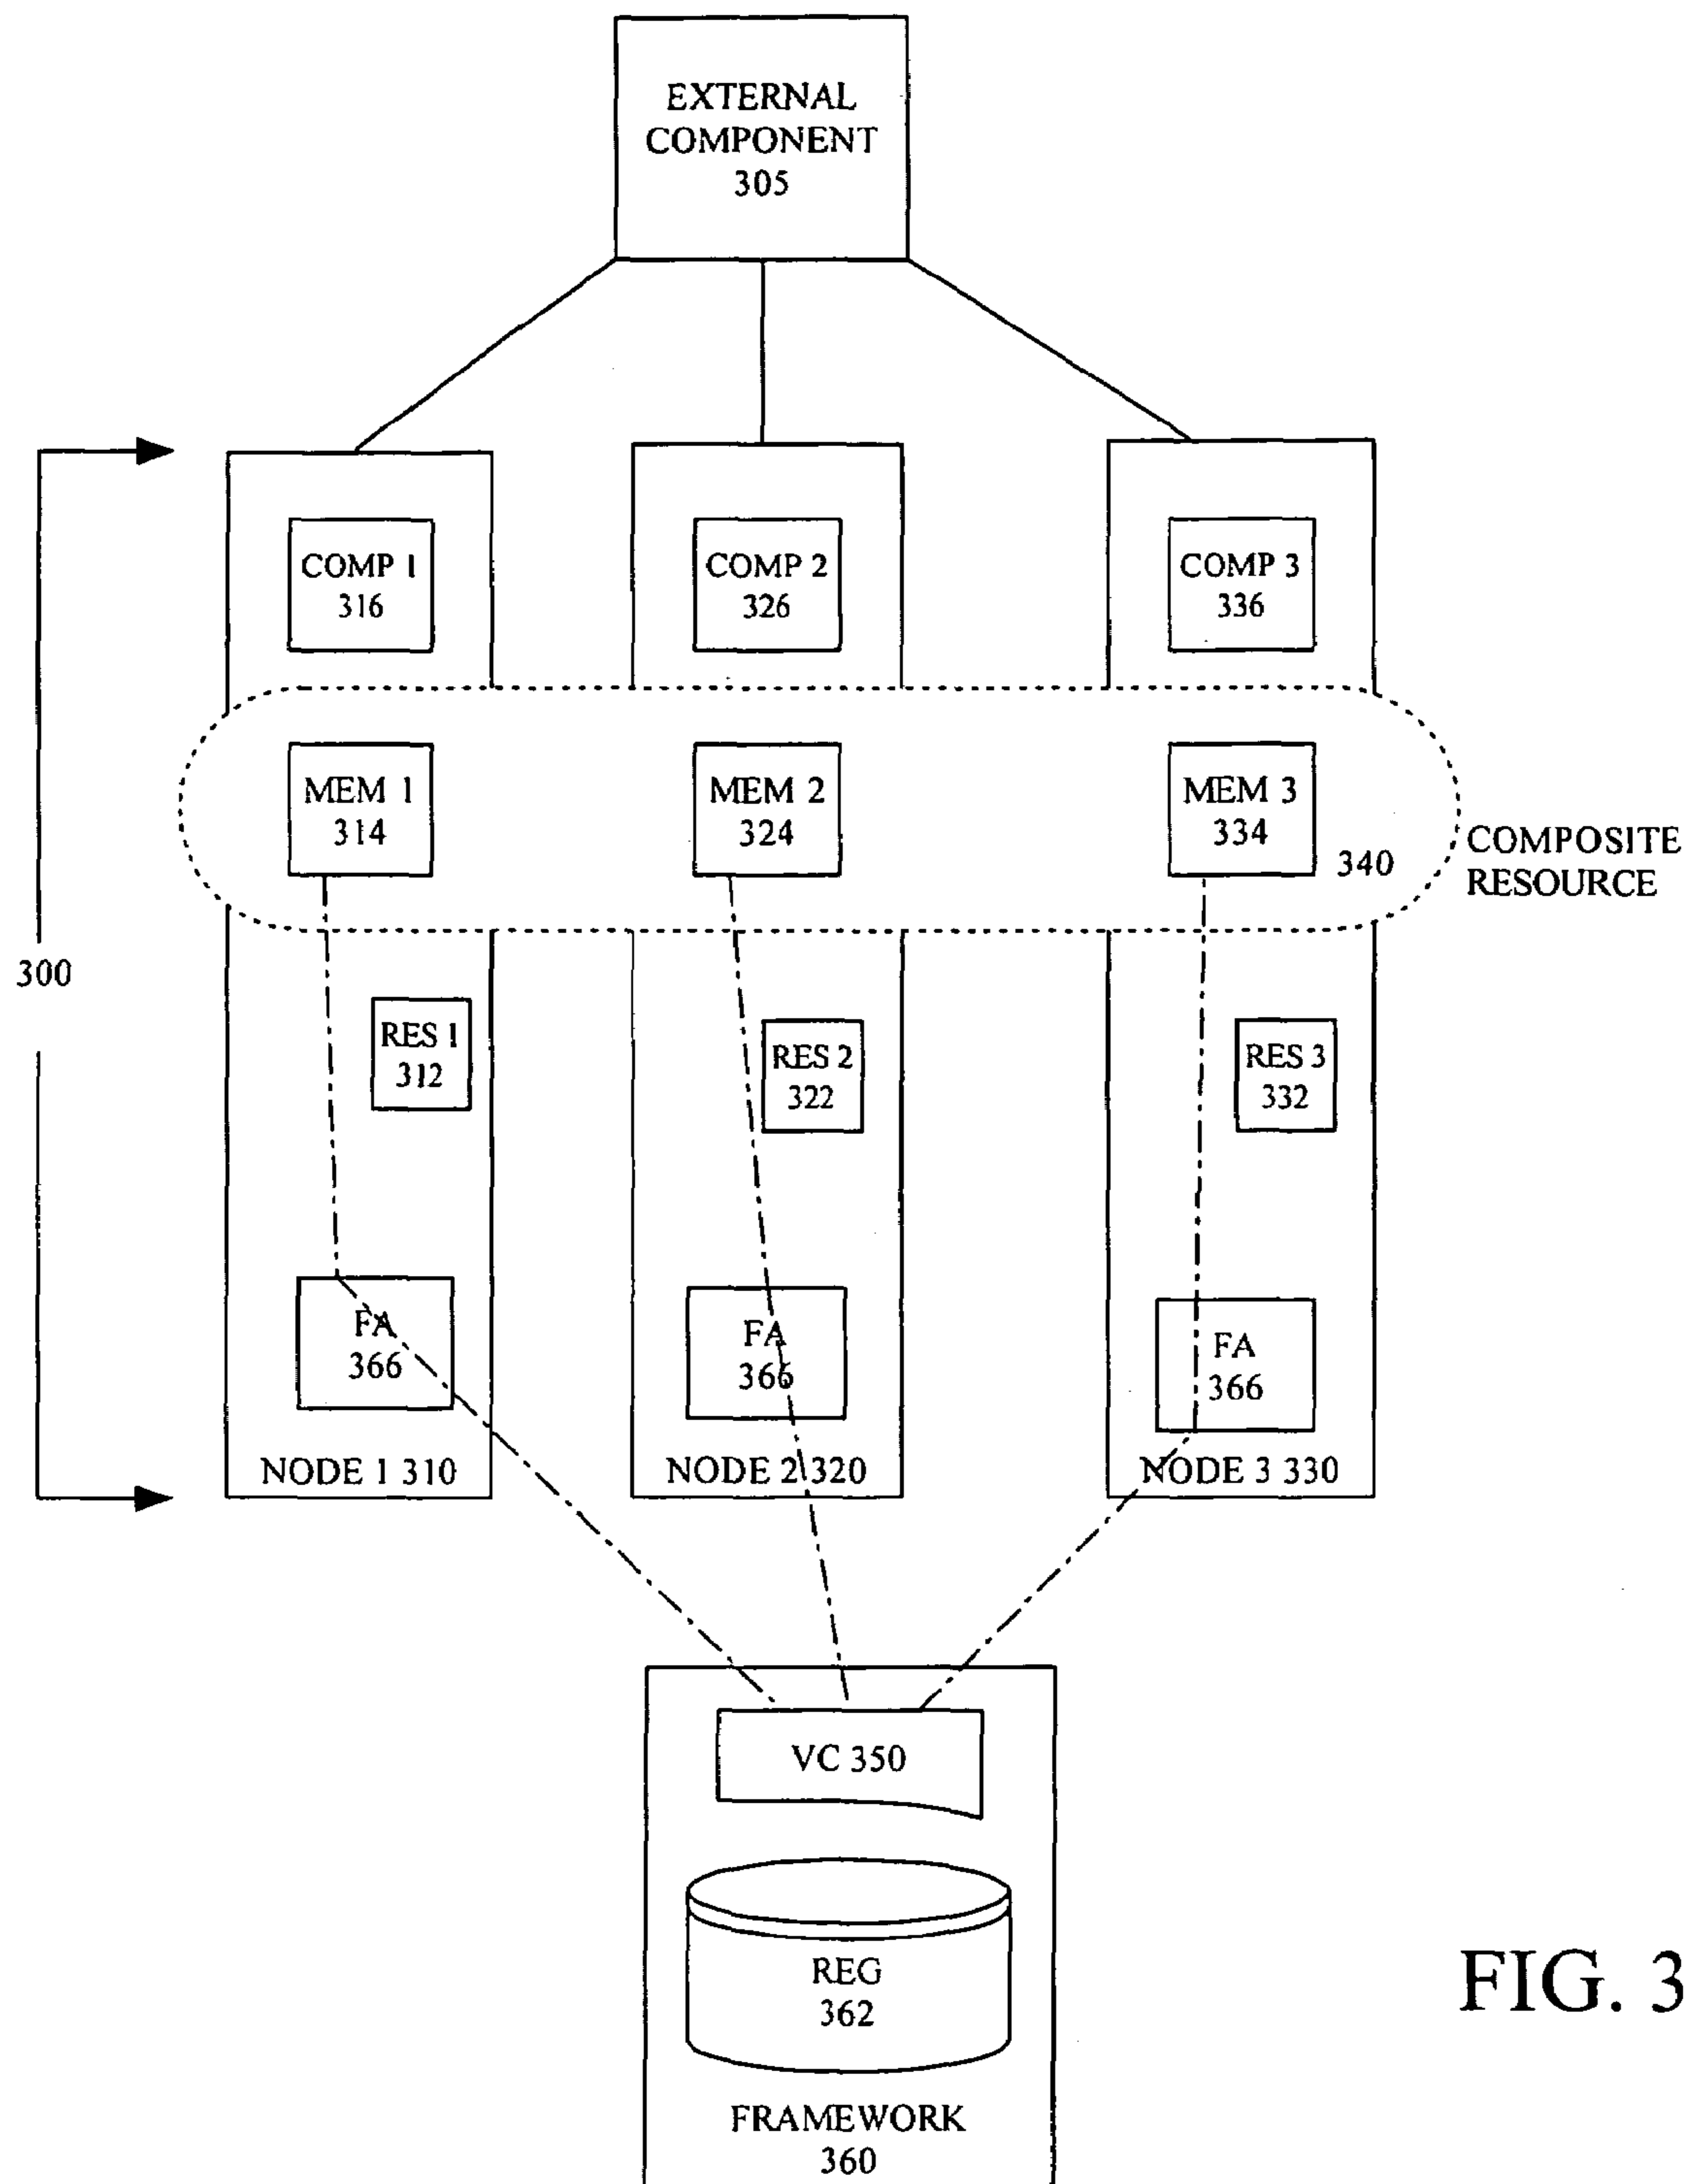 EXTERNAL
COMPONENT
305
COMP 1
316
COMP 2
326
COMP 3
336
MEM 1
314
MEM 2
324
MEM 3
334
340
COMPOSITE
RESOURCE
300
RES 1
312
RES 2
322
RES 3
332
FA
366
FA
366
FA
366
NODE 1 310
NODE 2 320
NODE 3 330
VC 350
REG
362
FRAMEWORK
360
FIG. 3